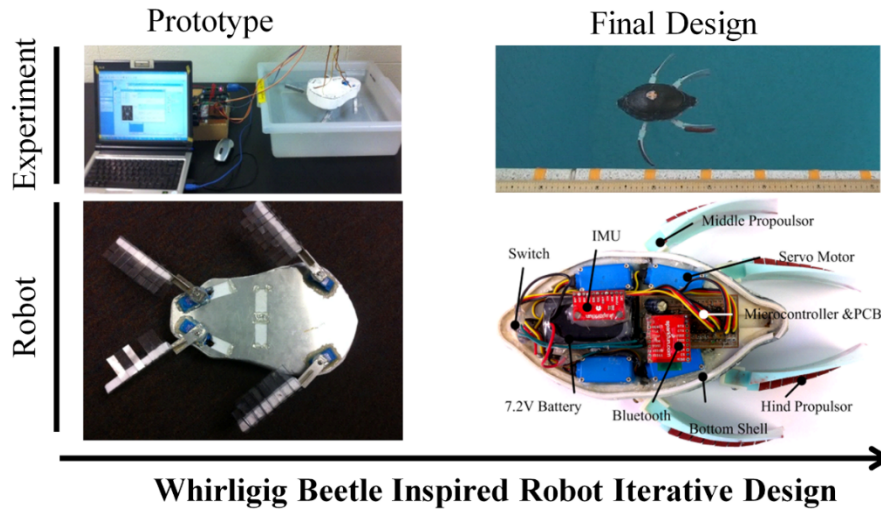 Prototype
Final Design
Experiment
Robot
Middle Propoulsor
IMU
Switch
Servo Motor
Microcontroller &PCB
7.2V Battery
Bluetooth
Hind Propulsor
Bottom Shell
Whirligig Beetle Inspired Robot Iterative Design